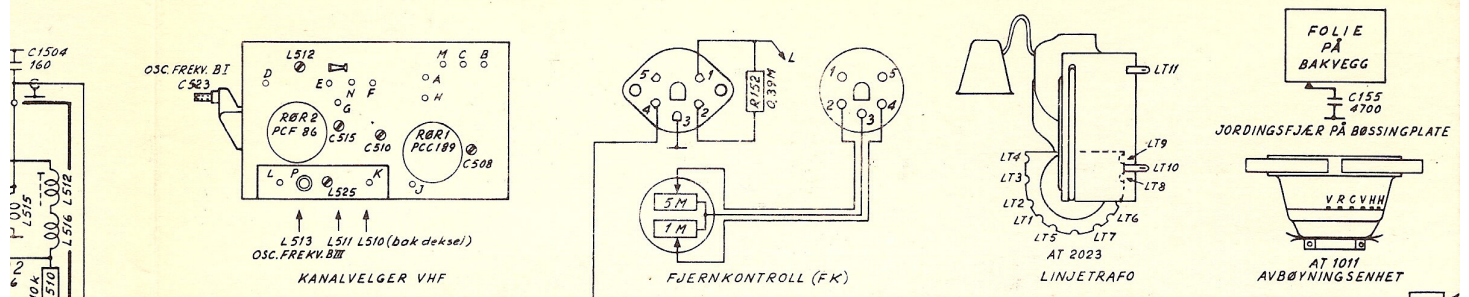 C1504
160
L515
L512
L516
510
OSC. FREKV. B I
C523
D
L512
M C B
E
N
F
A
H
G
RØR 2
PCF 86
C515
C510
RØR 1
PCC189
C508
L
P
L525
K
J
L513 L511 L510 (bak deksel)
OSC. FREKV. B III
KANALVELGER VHF
5
1
4
2
3
L
R152
0,39M
1
5
2
4
3
5 M
1 M
FJERNKONTROLL (FK)
LT11
LT9
LT10
LT8
LT4
LT3
LT2
LT1
LT5
LT7
LT6
AT 2023
LINJETRAFO
FOLIE
PÅ
BAKVEGG
C155
4700
JORDINGSFJÆR PÅ BØSSINGPLATE
V R G V H H
AT 1011
AVBØYNINGSENHET